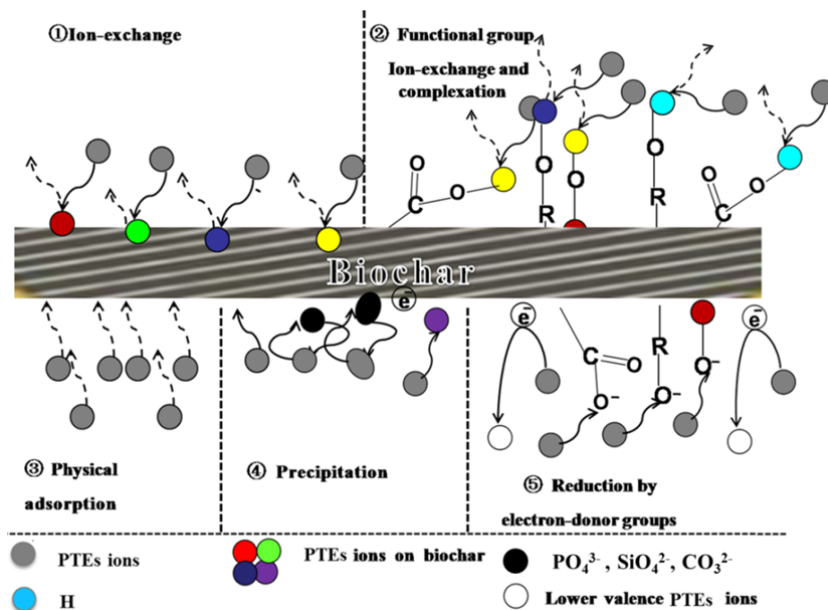 ①Ion-exchange
② Functional group
Ion-exchange and
complexation
O
C
O
O
R
O
O
R
O
C
O
Biochar
e⁻
e⁻
C
O
O⁻
R
O⁻
O⁻
e⁻
③ Physical
adsorption
④ Precipitation
⑤ Reduction by
electron-donor groups
PTEs ions
H
PTEs ions on biochar
PO₄³⁻ , SiO₄²⁻, CO₃²⁻
Lower valence PTEs ions